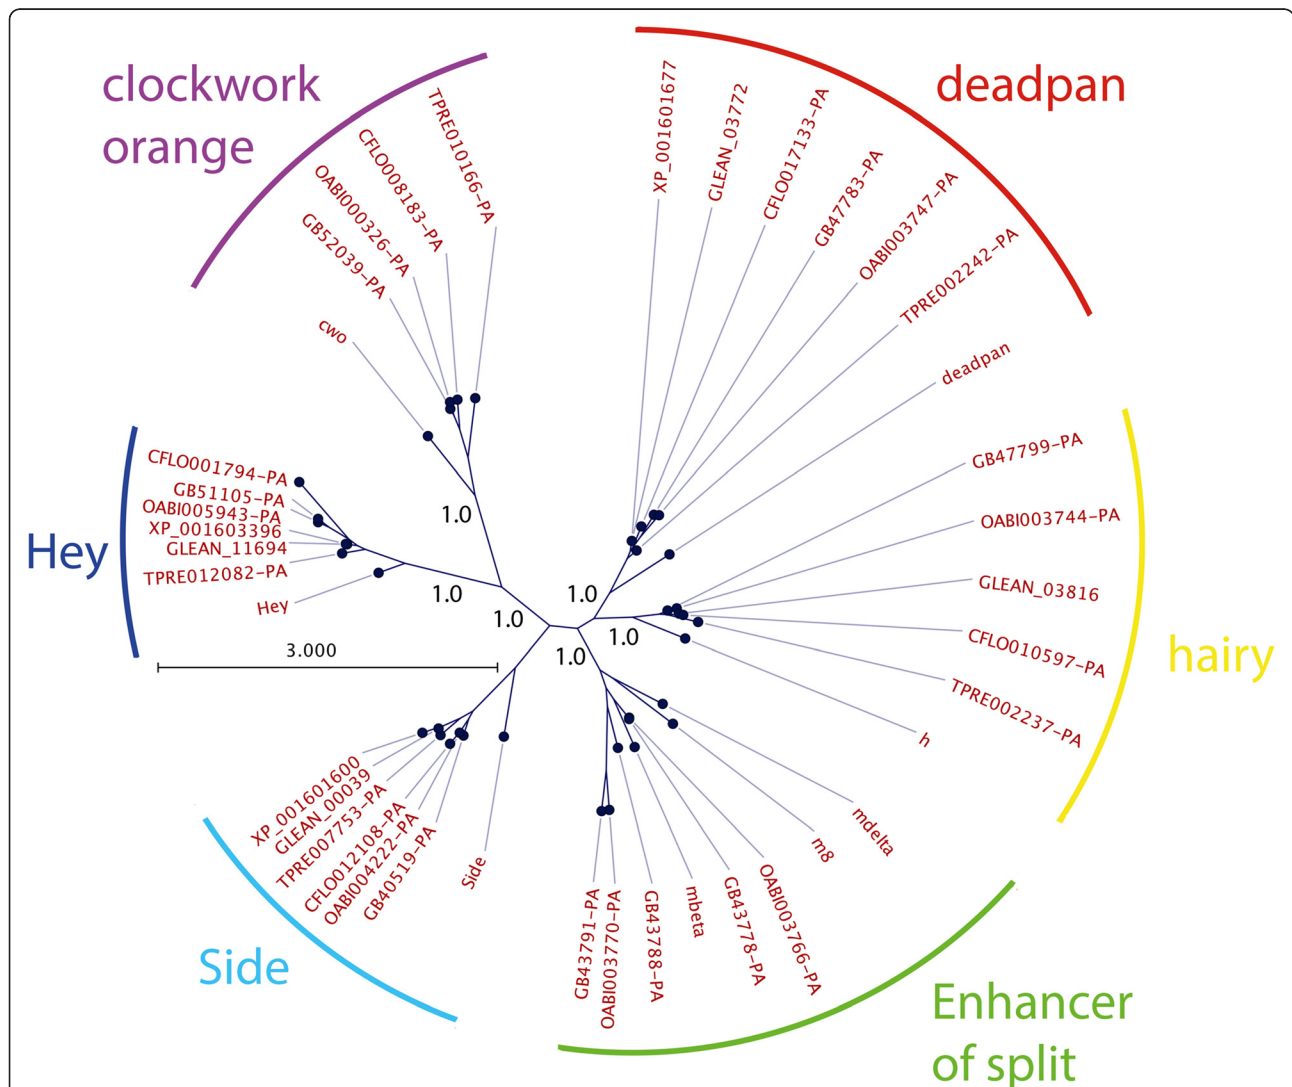 clockwork
orange
TPRE010166-PA
CFLO008183-PA
OABI000326-PA
GB52039-PA
cwo
1.0
deadpan
XP_001601677
GLEAN_03772
CFLO017133-PA
GB47783-PA
OABI003747-PA
TPRE002242-PA
deadpan
1.0
Hey
CFLO001794-PA
GB51105-PA
OABI005943-PA
XP_001603396
GLEAN_11694
TPRE012082-PA
Hey
1.0
1.0
3.000
hairy
GB47799-PA
OABI003744-PA
GLEAN_03816
CFLO010597-PA
TPRE002237-PA
h
1.0
1.0
Side
XP_001601600
GLEAN_00039
TPRE007753-PA
CFLO012108-PA
OABI004222-PA
GB40519-PA
Side
Enhancer
of split
GB43791-PA
OABI003770-PA
GB43788-PA
mbeta
GB43778-PA
OABI003766-PA
m8
mdelta